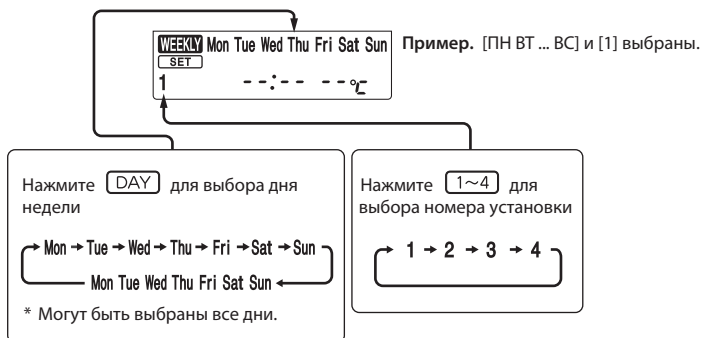 WEEKLY Mon Tue Wed Thu Fri Sat Sun
SET
1 --:-- --°C
Пример. [ПН ВТ ... ВС] и [1] выбраны.
Нажмите DAY для выбора дня
недели
Mon → Tue → Wed → Thu → Fri → Sat → Sun
Mon Tue Wed Thu Fri Sat Sun
* Могут быть выбраны все дни.
Нажмите 1~4 для
выбора номера установки
1 → 2 → 3 → 4